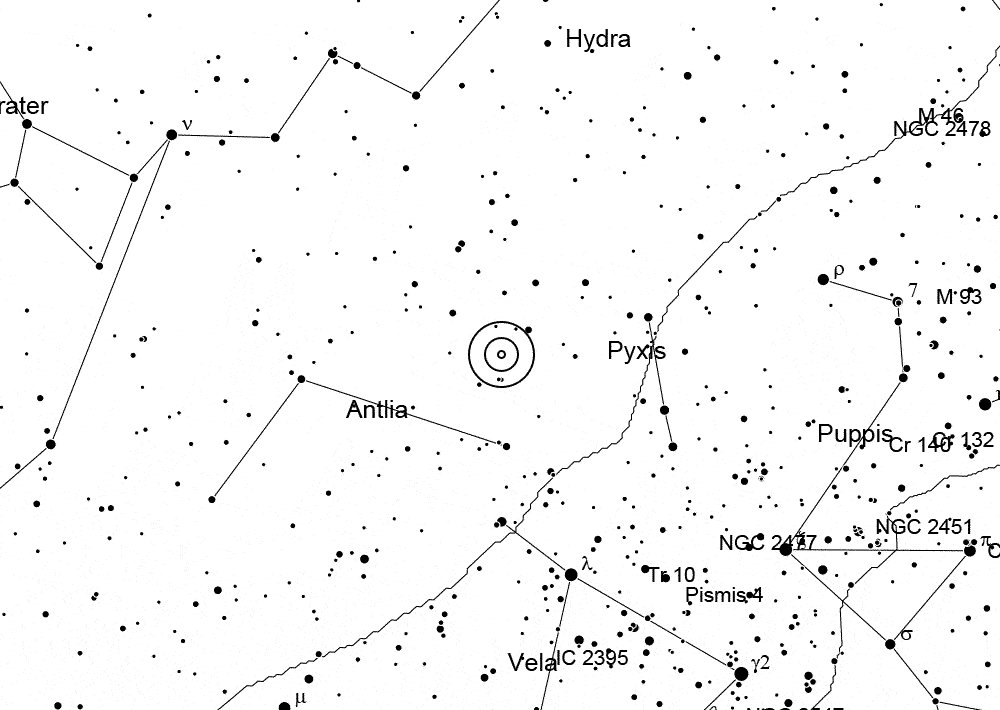 Hydra
rater
ν
M 46
NGC 2478
ρ
7
M 93
Pyxis
Antlia
Puppis
Cr 140
Cr 132
NGC 2451
NGC 2477
π
λ
Tr 10
Pismis 4
σ
Vela
IC 2395
γ2
μ